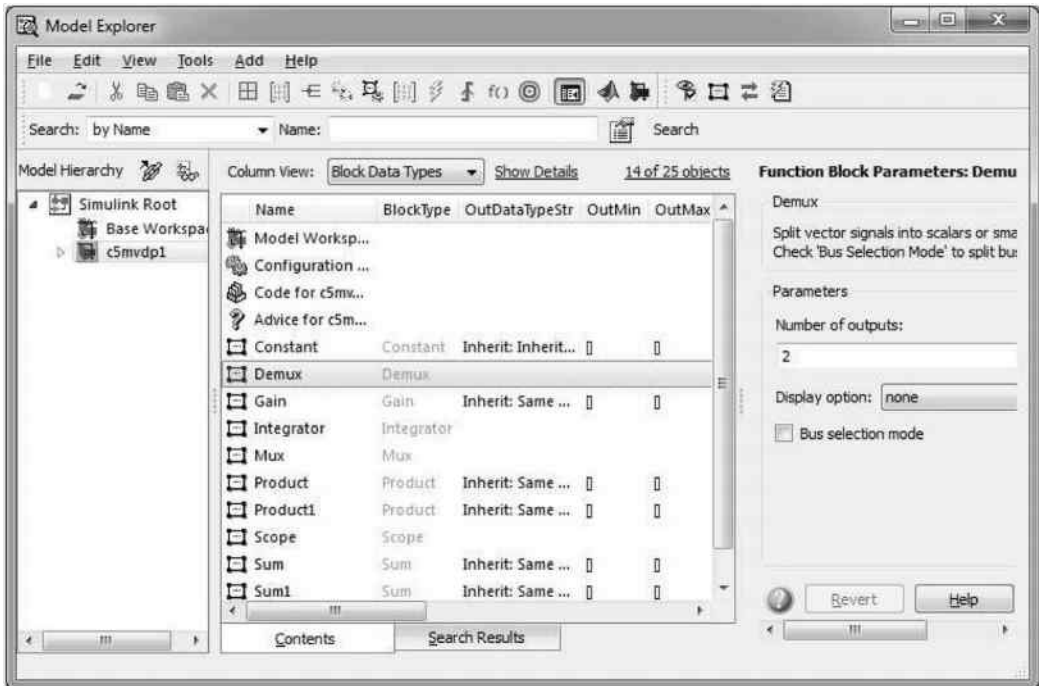 Model Explorer
File Edit View Tools Add Help
Search: by Name Name: Search
Model Hierarchy
Simulink Root
Base Workspa
c5mvdp1
Column View: Block Data Types Show Details 14 of 25 objects
Name BlockType OutDataTypeStr OutMin OutMax
Model Worksp...
Configuration ...
Code for c5mv...
Advice for c5m...
Constant Constant Inherit: Inherit... [] []
Demux Demux
Gain Gain Inherit: Same ... [] []
Integrator Integrator
Mux Mux
Product Product Inherit: Same ... [] []
Product1 Product Inherit: Same ... [] []
Scope Scope
Sum Sum Inherit: Same ... [] []
Sum1 Sum Inherit: Same ... [] []
Contents Search Results
Function Block Parameters: Demu
Demux
Split vector signals into scalars or sma
Check 'Bus Selection Mode' to split bu
Parameters
Number of outputs:
2
Display option: none
Bus selection mode
Revert Help